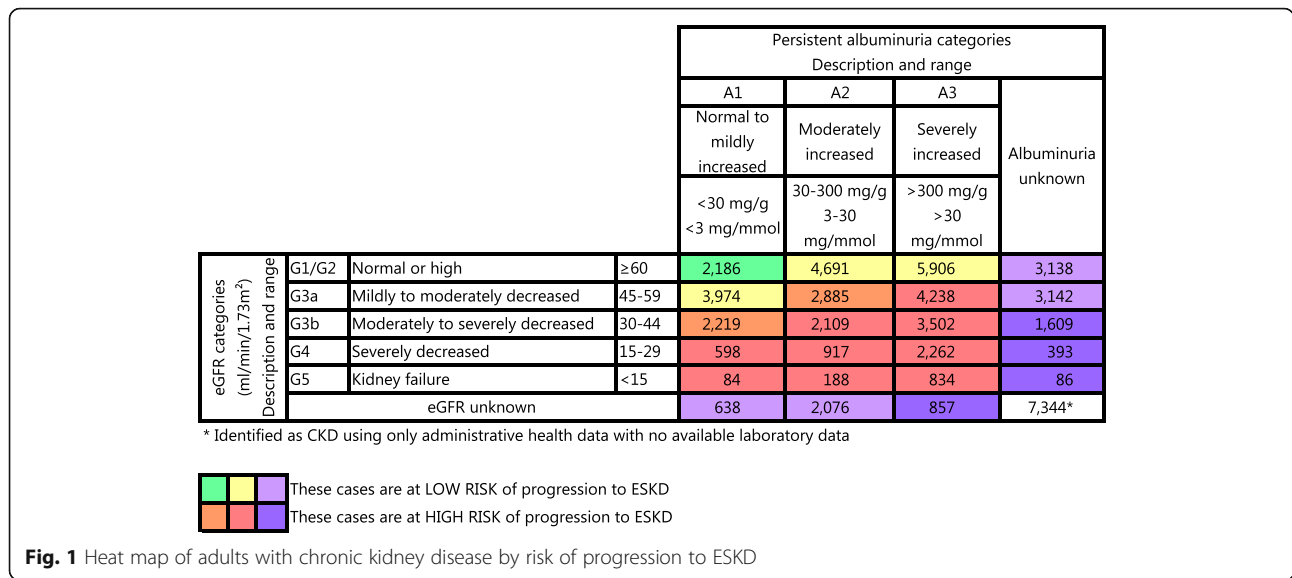 Persistent albuminuria categories
Description and range
A1 A2 A3
Normal to
mildly
increased
Moderately
increased
Severely
increased
Albuminuria
unknown
<30 mg/g
<3 mg/mmol
30-300 mg/g
3-30
mg/mmol
>300 mg/g
>30
mg/mmol
eGFR categories
(ml/min/1.73m²)
Description and range
G1/G2 Normal or high ≥60 2,186 4,691 5,906 3,138
G3a Mildly to moderately decreased 45-59 3,974 2,885 4,238 3,142
G3b Moderately to severely decreased 30-44 2,219 2,109 3,502 1,609
G4 Severely decreased 15-29 598 917 2,262 393
G5 Kidney failure <15 84 188 834 86
eGFR unknown 638 2,076 857 7,344*
* Identified as CKD using only administrative health data with no available laboratory data
These cases are at LOW RISK of progression to ESKD
These cases are at HIGH RISK of progression to ESKD
Fig. 1 Heat map of adults with chronic kidney disease by risk of progression to ESKD